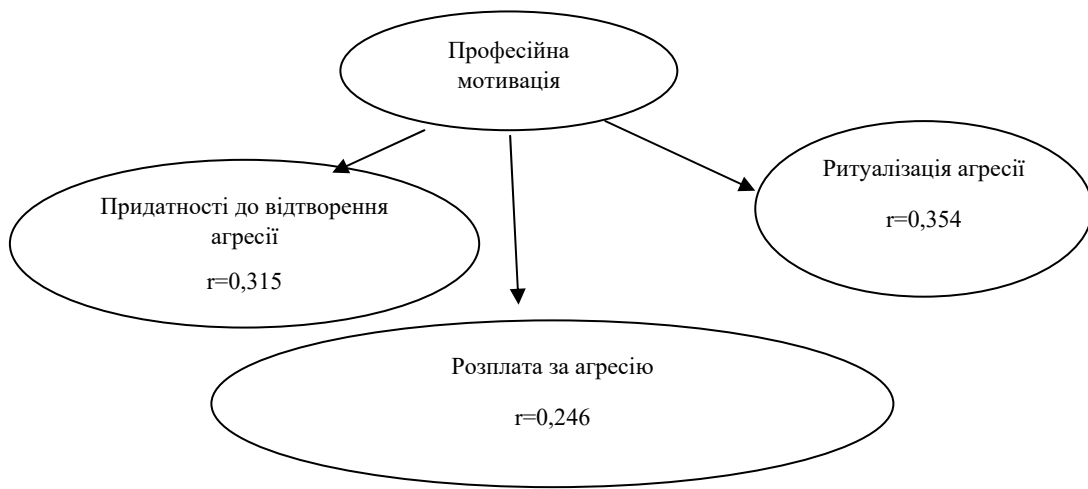 Професійна
мотивація
Придатності до відтворення
агресії
r=0,315
Ритуалізація агресії
r=0,354
Розплата за агресію
r=0,246